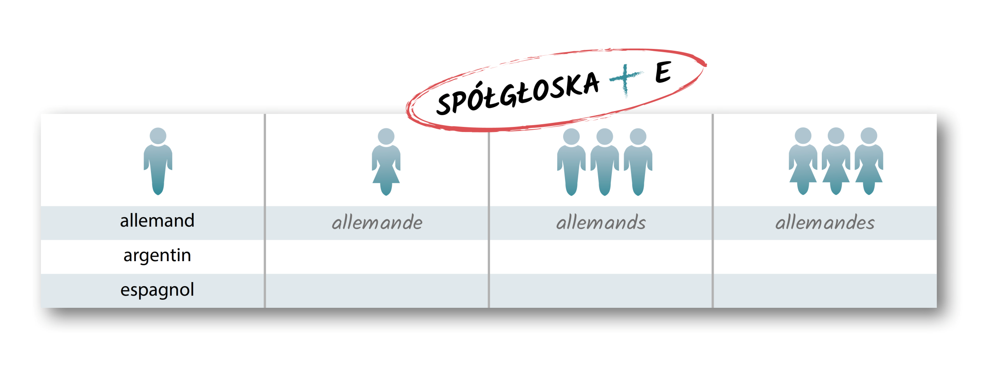 SPÓŁGŁOSKA + E
allemand allemande allemands allemandes
argentin
espagnol